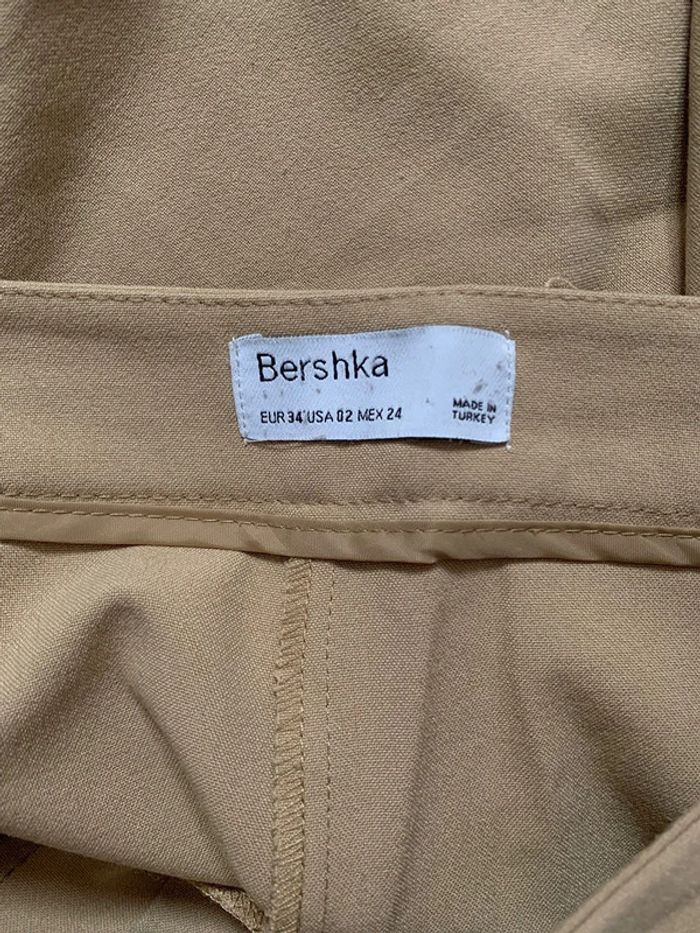 Bershka
EUR 34 USA 02 MEX 24
MADE IN
TURKEY